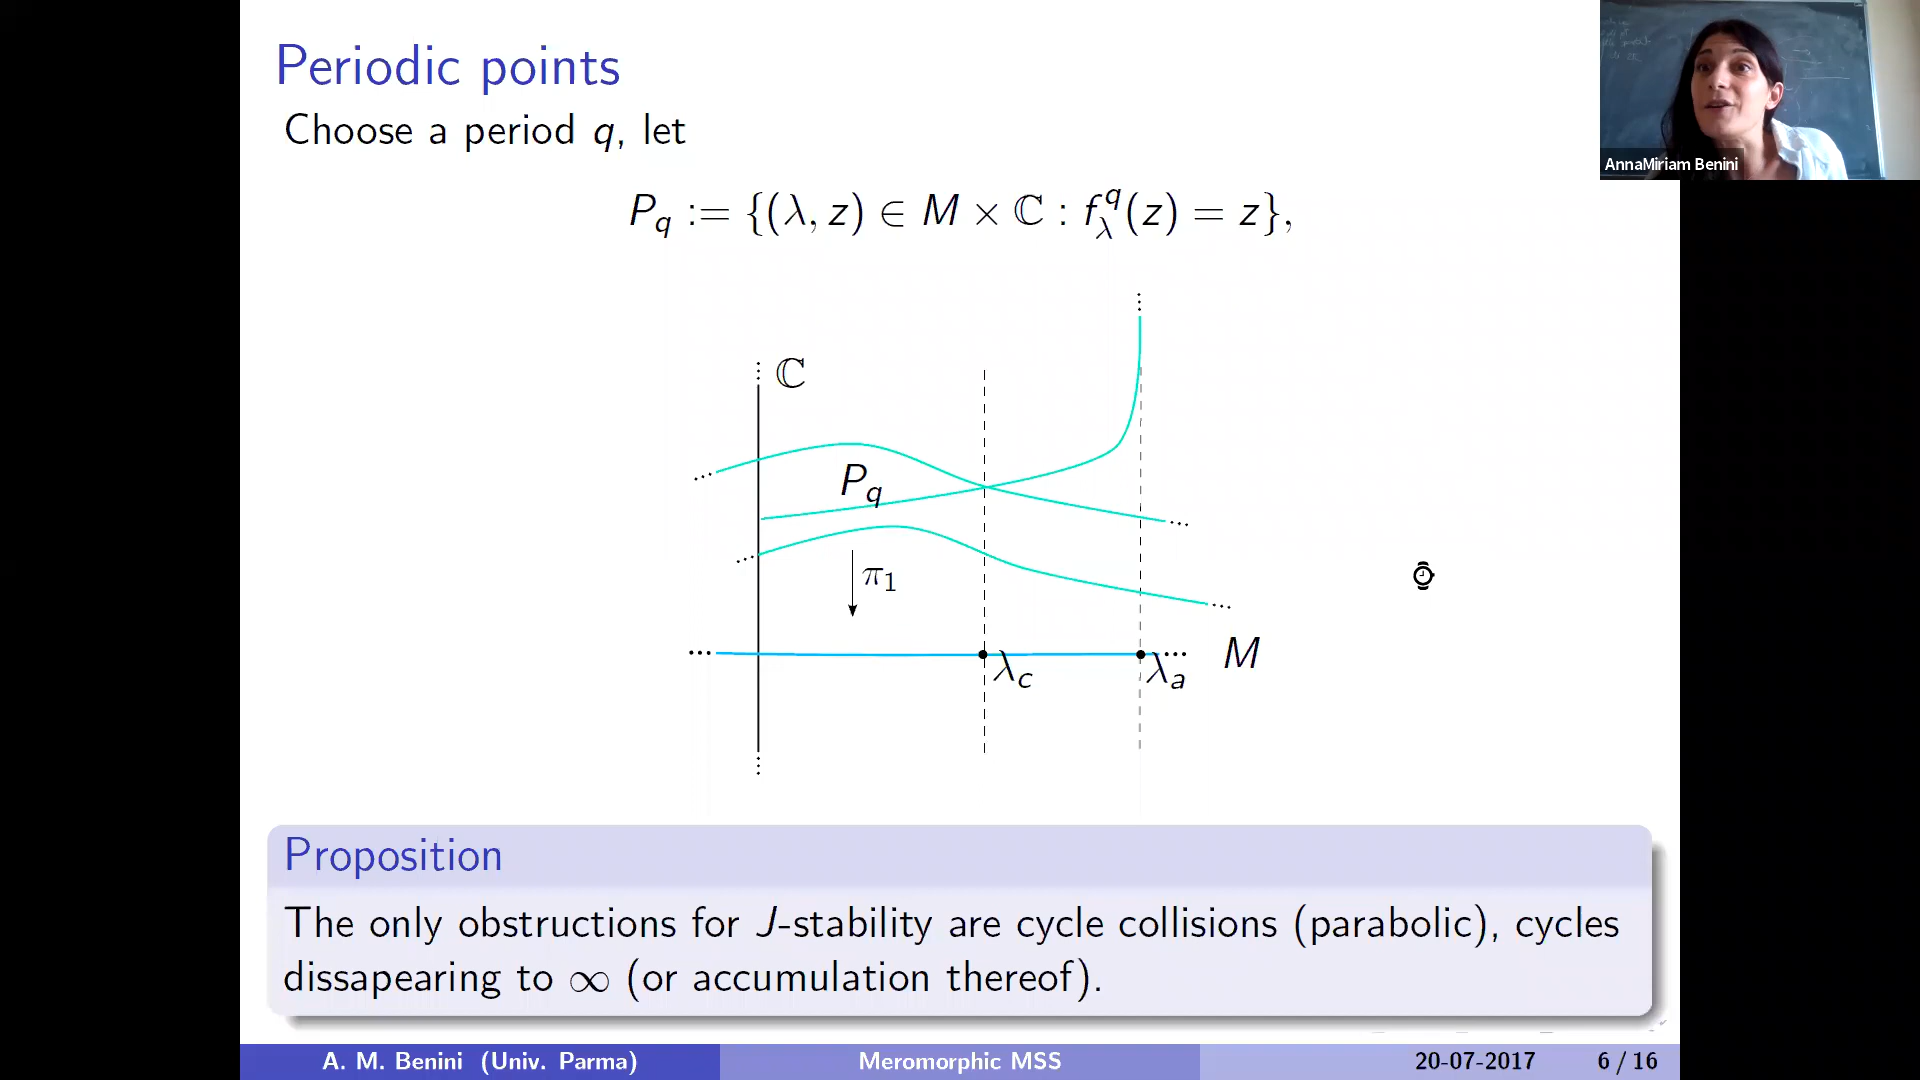 Periodic points
Choose a period q, let
P_q := {(λ, z) ∈ M × ℂ : f_λ^q(z) = z},
ℂ
P_q
π_1
λ_c
λ_a
M
Proposition
The only obstructions for J-stability are cycle collisions (parabolic), cycles
dissapearing to ∞ (or accumulation thereof).
A. M. Benini (Univ. Parma)
Meromorphic MSS
20-07-2017
6 / 16
AnnaMiriam Benini